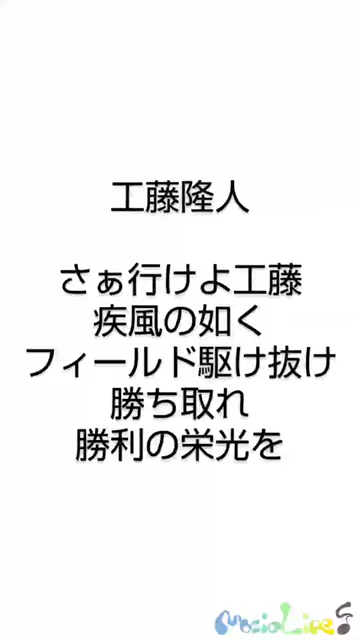 工藤隆人
さぁ行けよ工藤
疾風の如く
フィールド駆け抜け
勝ち取れ
勝利の栄光を
MusicLine